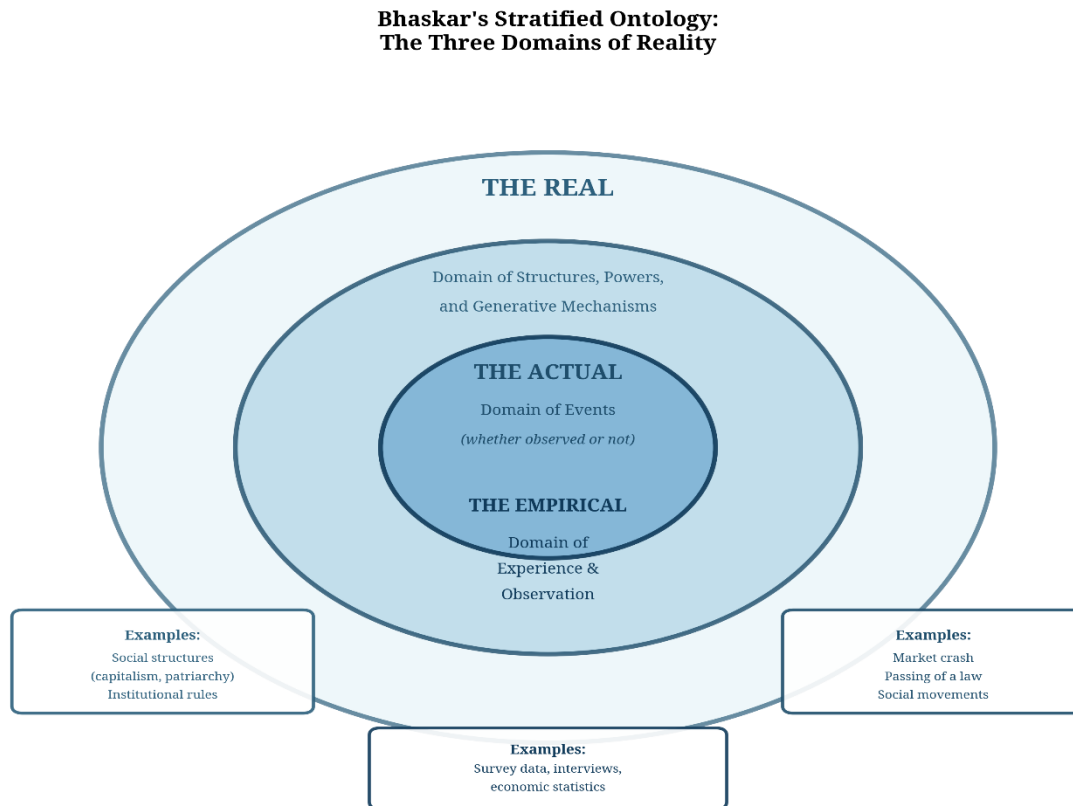 Bhaskar's Stratified Ontology:
The Three Domains of Reality
THE REAL
Domain of Structures, Powers,
and Generative Mechanisms
THE ACTUAL
Domain of Events
(whether observed or not)
THE EMPIRICAL
Domain of
Experience &
Observation
Examples:
Social structures
(capitalism, patriarchy)
Institutional rules
Examples:
Market crash
Passing of a law
Social movements
Examples:
Survey data, interviews,
economic statistics